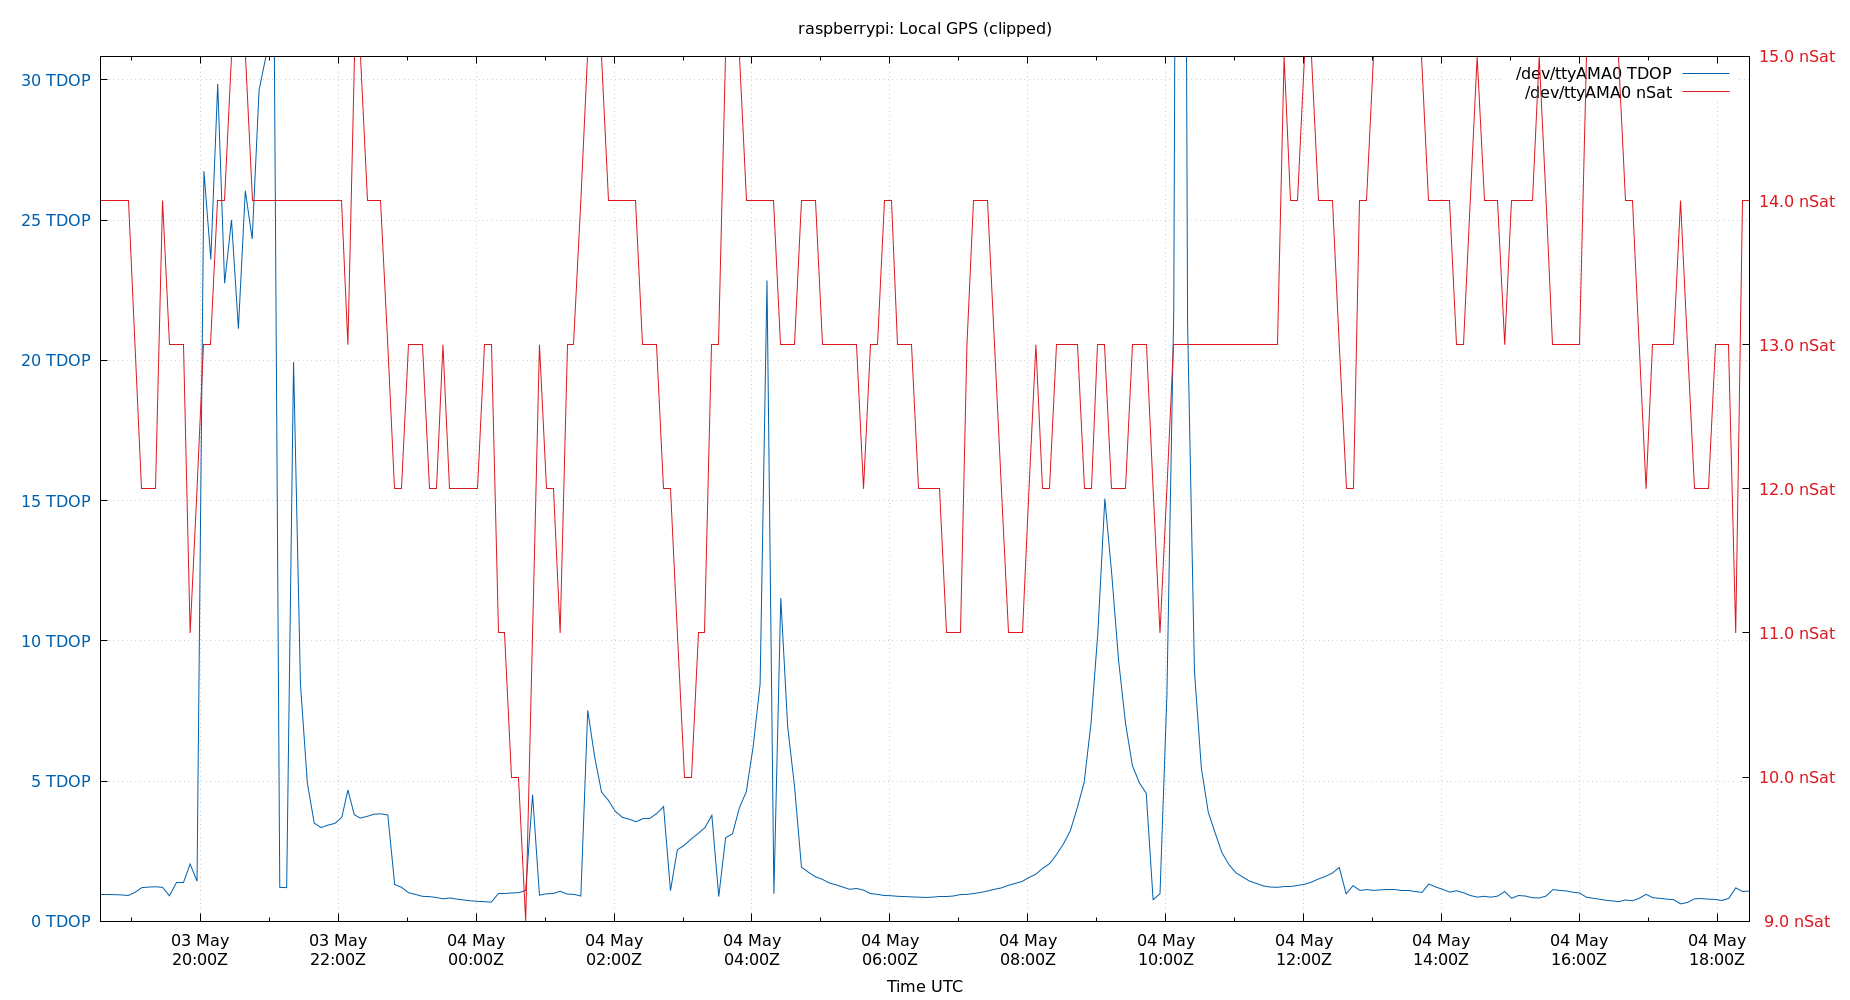 raspberrypi: Local GPS (clipped)
/dev/ttyAMA0 TDOP
/dev/ttyAMA0 nSat
30 TDOP
25 TDOP
20 TDOP
15 TDOP
10 TDOP
5 TDOP
0 TDOP
15.0 nSat
14.0 nSat
13.0 nSat
12.0 nSat
11.0 nSat
10.0 nSat
9.0 nSat
03 May
20:00Z
03 May
22:00Z
04 May
00:00Z
04 May
02:00Z
04 May
04:00Z
04 May
06:00Z
04 May
08:00Z
04 May
10:00Z
04 May
12:00Z
04 May
14:00Z
04 May
16:00Z
04 May
18:00Z
Time UTC